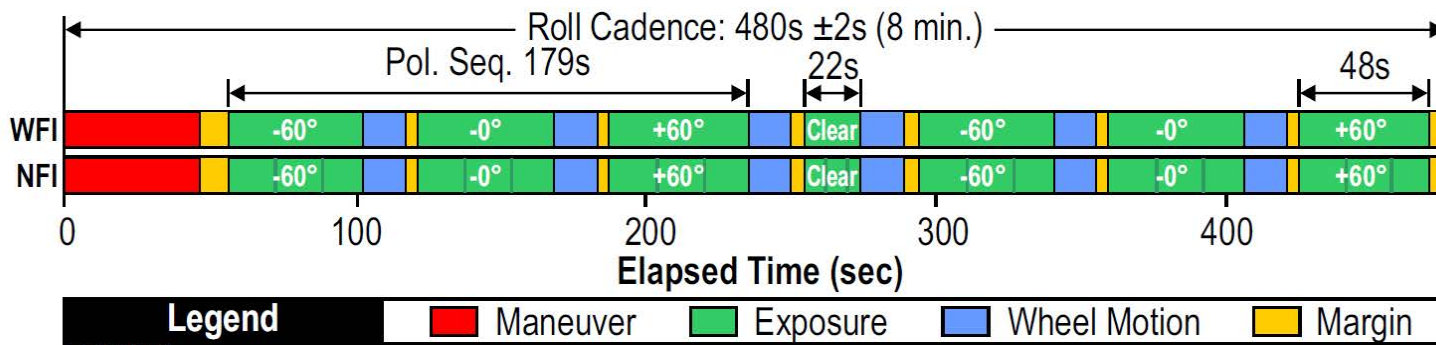 Roll Cadence: 480s ±2s (8 min.)
Pol. Seq. 179s 22s 48s
WFI -60° -0° +60° Clear -60° -0° +60°
NFI -60° -0° +60° Clear -60° -0° +60°
0 100 200 300 400
Elapsed Time (sec)
Legend Maneuver Exposure Wheel Motion Margin